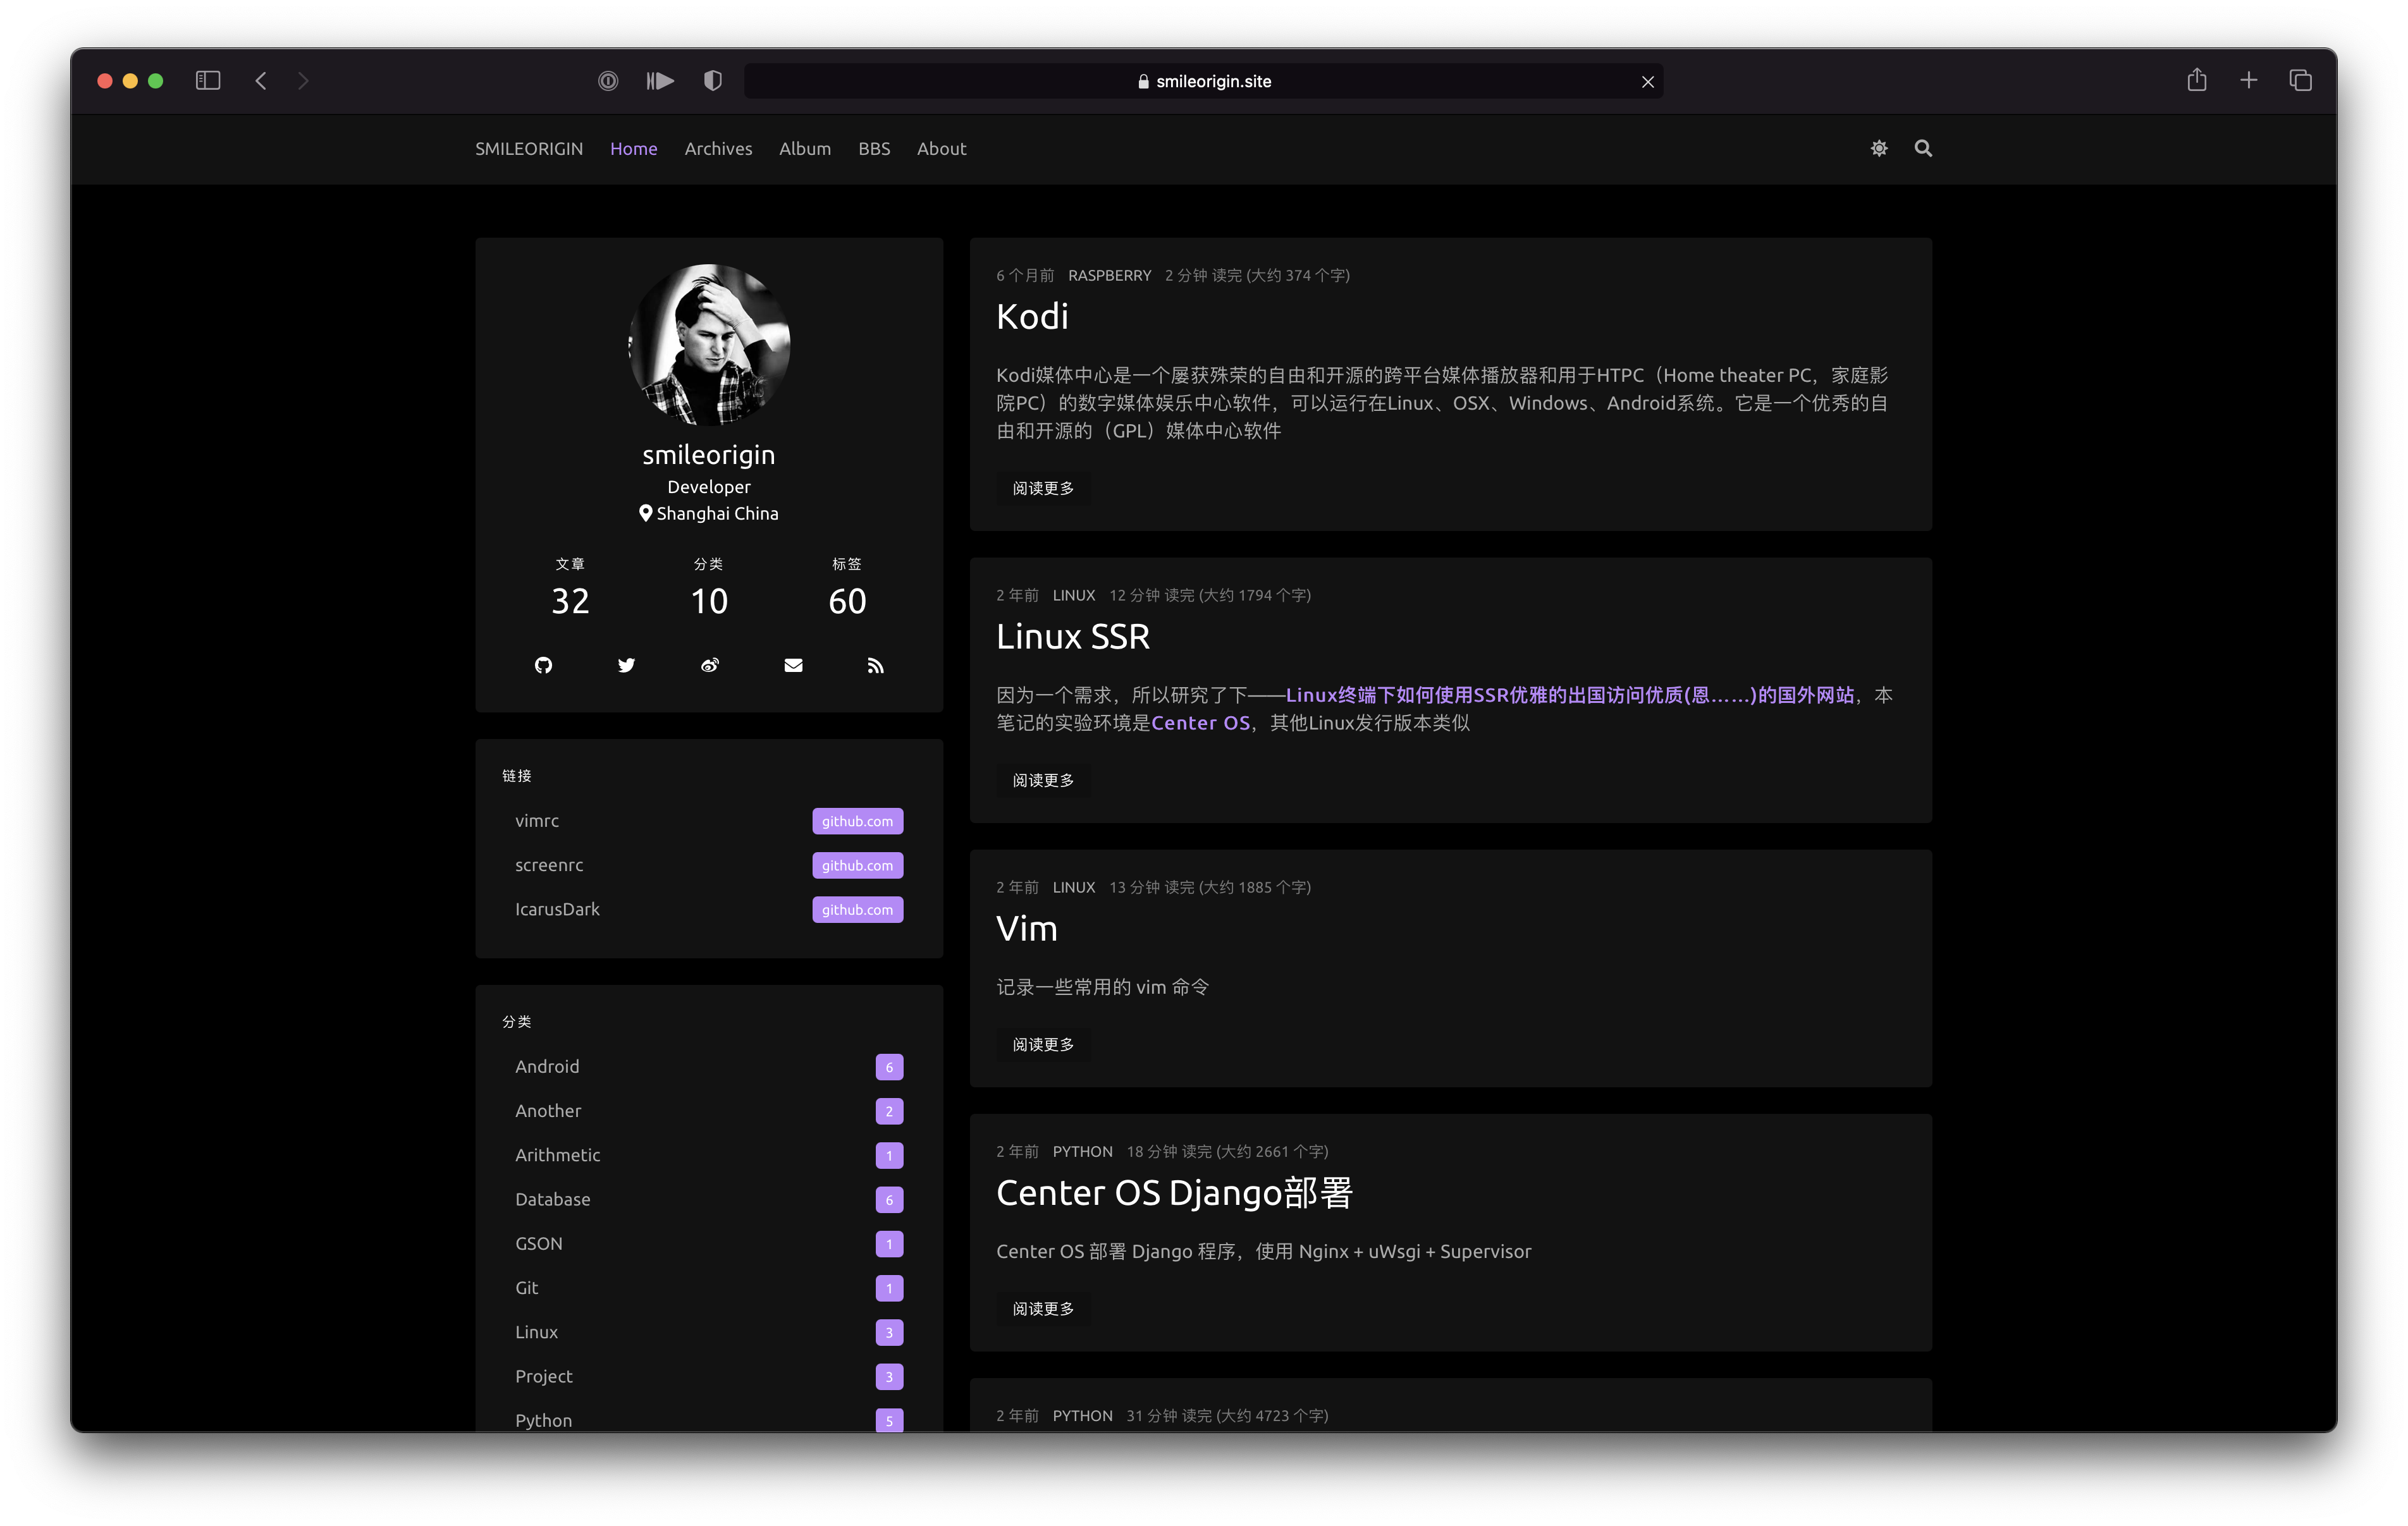 smileorigin.site
SMILEORIGIN Home Archives Album BBS About
smileorigin
Developer
Shanghai China
文章 分类 标签
32 10 60
链接
vimrc github.com
screenrc github.com
IcarusDark github.com
分类
Android 6
Another 2
Arithmetic 1
Database 6
GSON 1
Git 1
Linux 3
Project 3
Python 5
6 个月前 RASPBERRY 2 分钟 读完 (大约 374 个字)
Kodi
Kodi媒体中心是一个屡获殊荣的自由和开源的跨平台媒体播放器和用于HTPC（Home theater PC，家庭影
院PC）的数字媒体娱乐中心软件，可以运行在Linux、OSX、Windows、Android系统。它是一个优秀的自
由和开源的（GPL）媒体中心软件
阅读更多
2 年前 LINUX 12 分钟 读完 (大约 1794 个字)
Linux SSR
因为一个需求，所以研究了下——Linux终端下如何使用SSR优雅的出国访问优质(恩……)的国外网站，本
笔记的实验环境是Center OS，其他Linux发行版本类似
阅读更多
2 年前 LINUX 13 分钟 读完 (大约 1885 个字)
Vim
记录一些常用的 vim 命令
阅读更多
2 年前 PYTHON 18 分钟 读完 (大约 2661 个字)
Center OS Django部署
Center OS 部署 Django 程序，使用 Nginx + uWsgi + Supervisor
阅读更多
2 年前 PYTHON 31 分钟 读完 (大约 4723 个字)